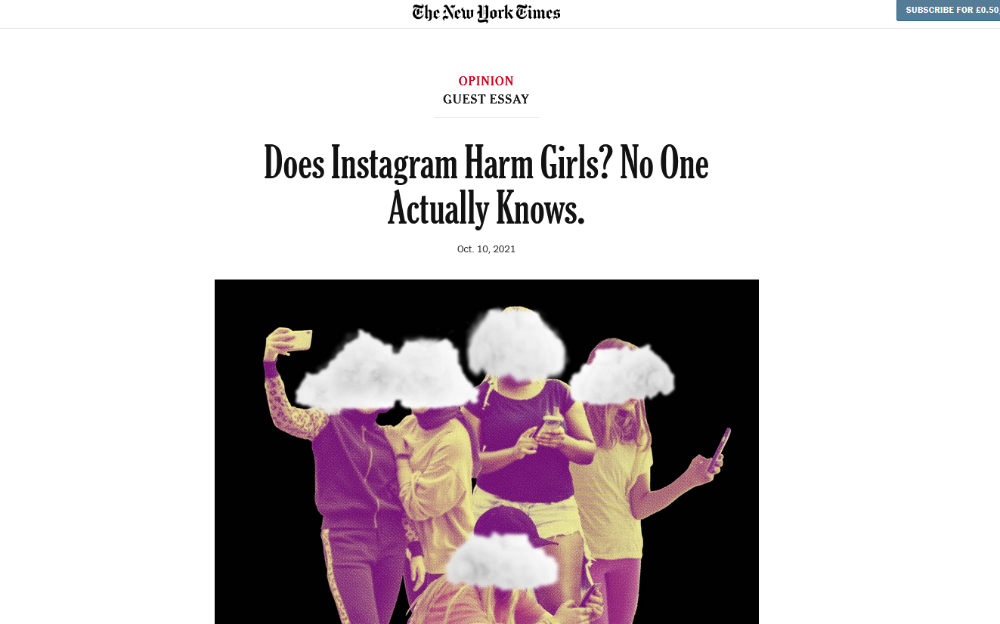 The New York Times
SUBSCRIBE FOR £0.50
OPINION
GUEST ESSAY
Does Instagram Harm Girls? No One
Actually Knows.
Oct. 10, 2021